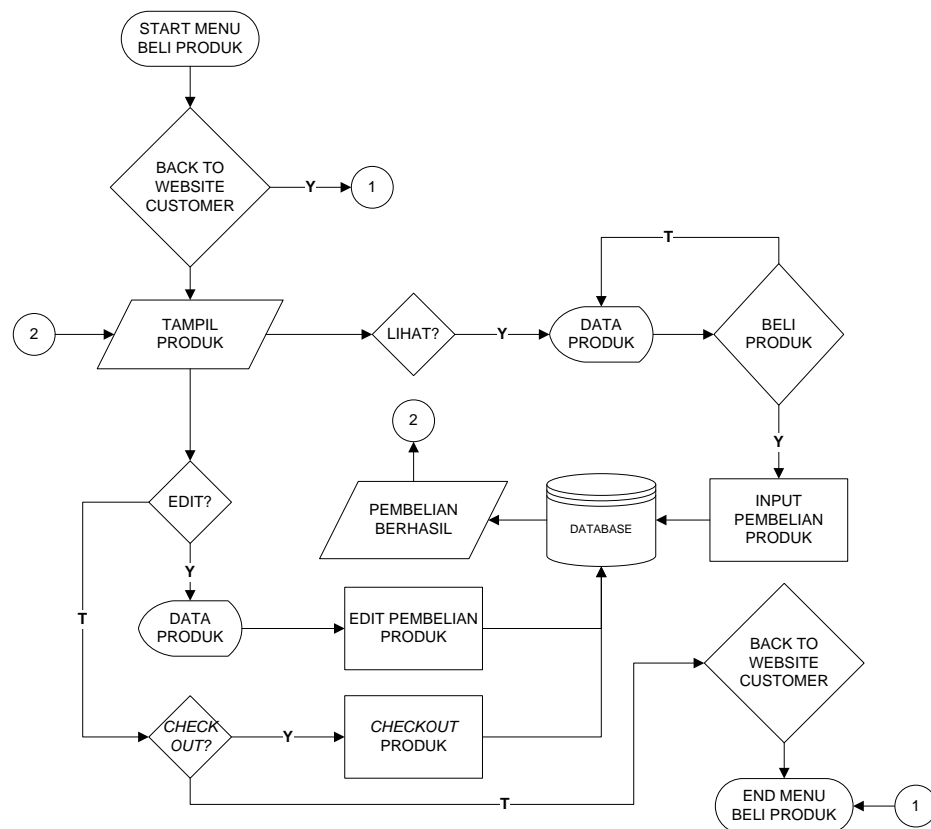 START MENU
BELI PRODUK
BACK TO
WEBSITE
CUSTOMER
Y
1
T
2
TAMPIL
PRODUK
LIHAT?
Y
DATA
PRODUK
BELI
PRODUK
2
Y
EDIT?
PEMBELIAN
BERHASIL
DATABASE
INPUT
PEMBELIAN
PRODUK
Y
T
DATA
PRODUK
EDIT PEMBELIAN
PRODUK
BACK TO
WEBSITE
CUSTOMER
CHECK
OUT?
Y
CHECKOUT
PRODUK
T
END MENU
BELI PRODUK
1